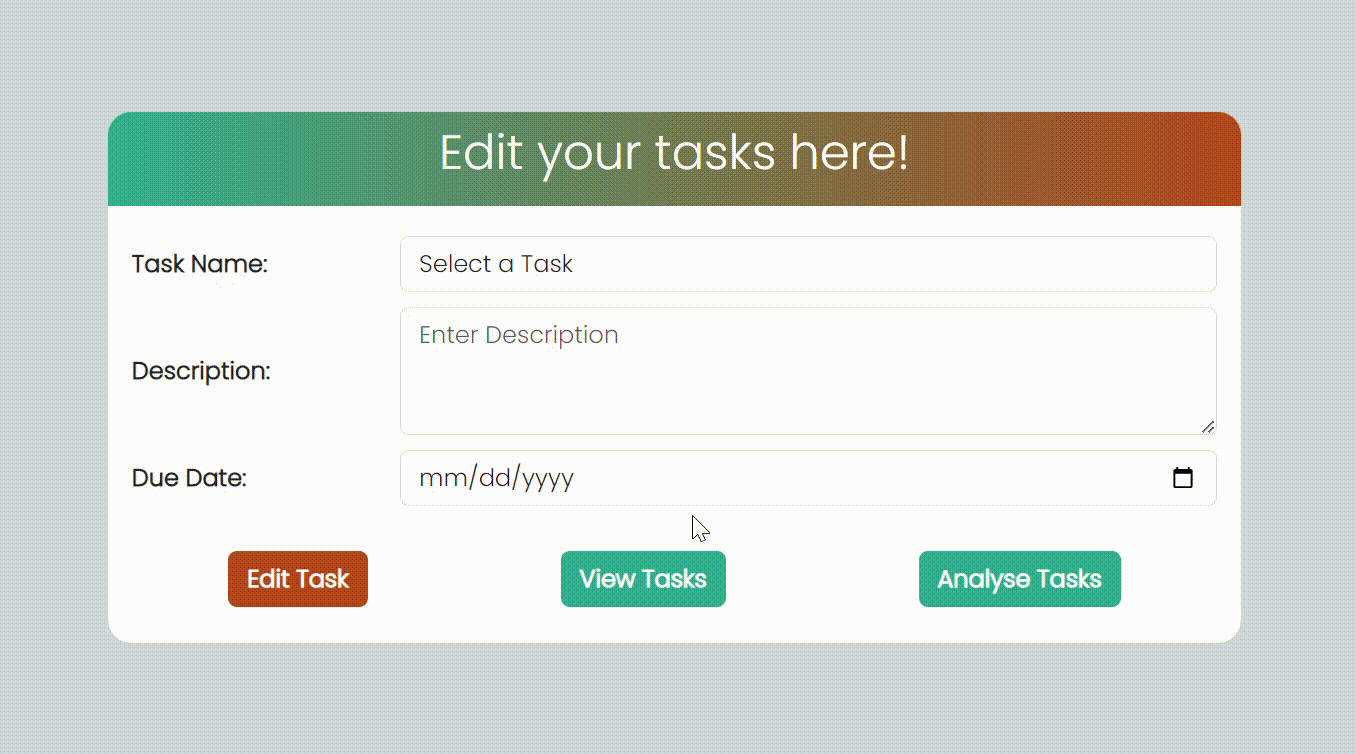 Edit your tasks here!
Task Name:
Select a Task
Description:
Enter Description
Due Date:
mm/dd/yyyy
Edit Task
View Tasks
Analyse Tasks